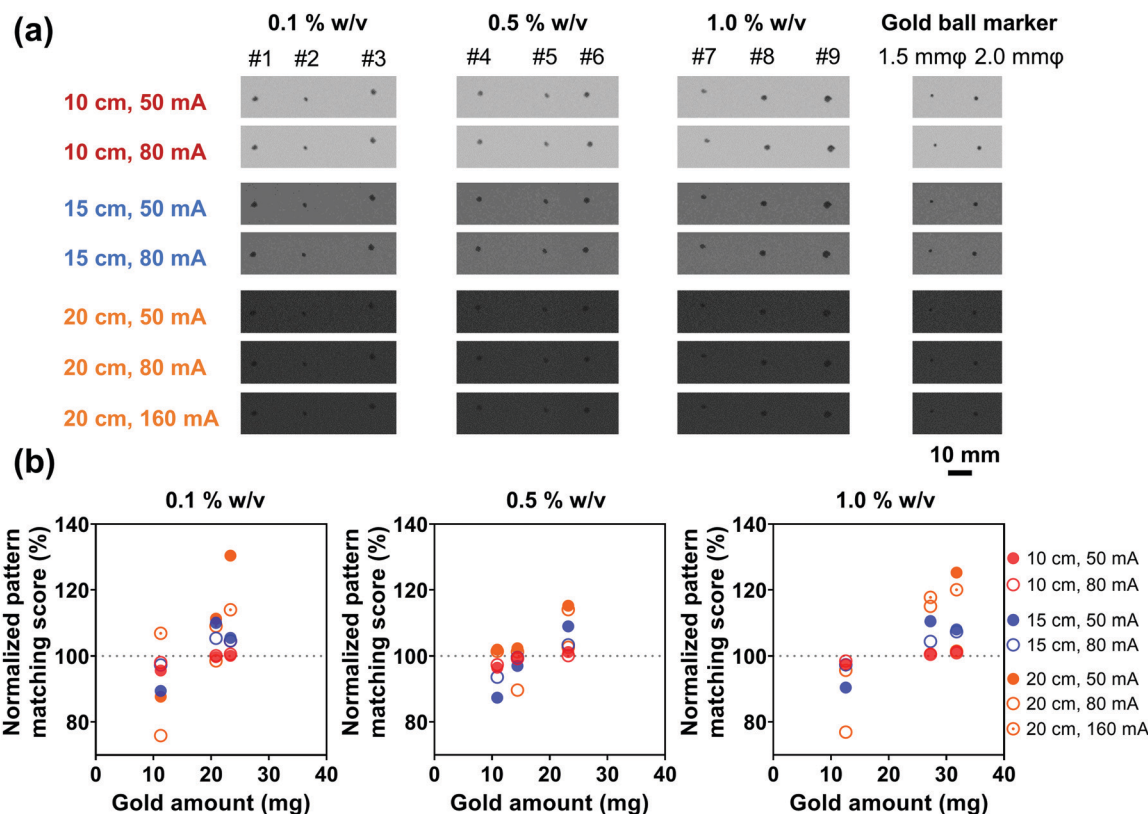 (a)
0.1 % w/v 0.5 % w/v 1.0 % w/v Gold ball marker
#1 #2 #3 #4 #5 #6 #7 #8 #9 1.5 mmφ 2.0 mmφ
10 cm, 50 mA
10 cm, 80 mA
15 cm, 50 mA
15 cm, 80 mA
20 cm, 50 mA
20 cm, 80 mA
20 cm, 160 mA
10 mm
(b)
0.1 % w/v
Normalized pattern
matching score (%)
140
120
100
80
0 10 20 30 40
Gold amount (mg)
0.5 % w/v
Normalized pattern
matching score (%)
140
120
100
80
0 10 20 30 40
Gold amount (mg)
1.0 % w/v
Normalized pattern
matching score (%)
140
120
100
80
0 10 20 30 40
Gold amount (mg)
10 cm, 50 mA
10 cm, 80 mA
15 cm, 50 mA
15 cm, 80 mA
20 cm, 50 mA
20 cm, 80 mA
20 cm, 160 mA